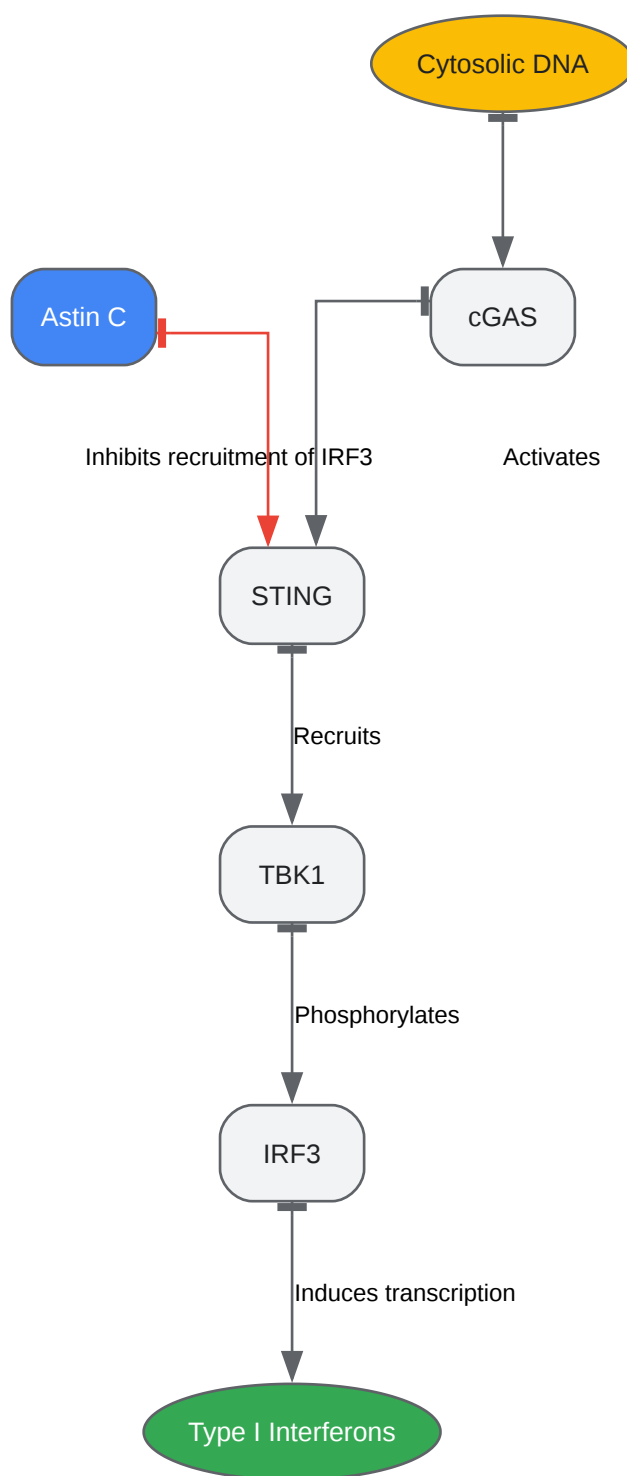 Cytosolic DNA
Astin C
cGAS
Inhibits recruitment of IRF3
Activates
STING
Recruits
TBK1
Phosphorylates
IRF3
Induces transcription
Type I Interferons